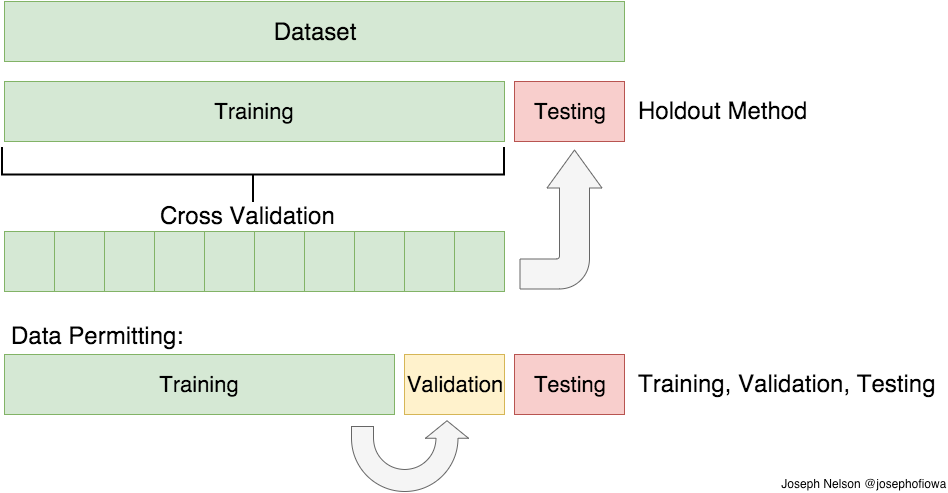 Dataset
Training
Testing
Holdout Method
Cross Validation
Data Permitting:
Training
Validation
Testing
Training, Validation, Testing
Joseph Nelson @josephofiowa